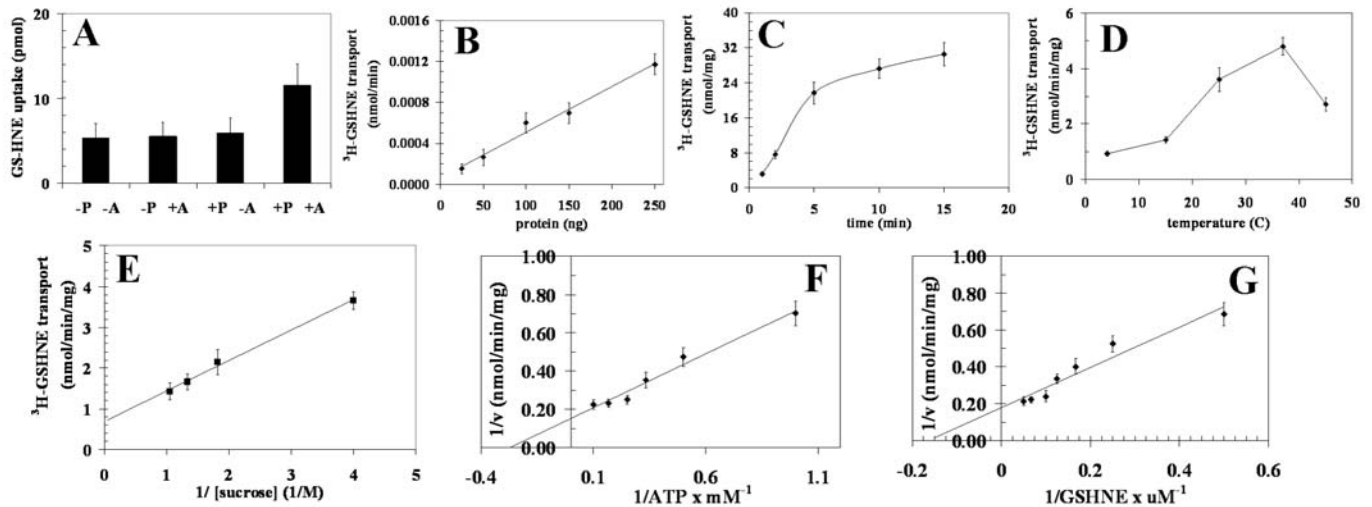 A
GS-HNE uptake (pmol)
20
10
0
-P -A -P +A +P -A +P +A
B
³H-GSHNE transport
(nmol/min)
0.0016
0.0012
0.0008
0.0004
0.0000
0 50 100 150 200 250
protein (ng)
C
³H-GSHNE transport
(nmol/mg)
40
32
24
16
8
0
0 5 10 15 20
time (min)
D
³H-GSHNE transport
(nmol/min/mg)
6
4
2
0
0 10 20 30 40 50
temperature (C)
E
³H-GSHNE transport
(nmol/min/mg)
5
4
3
2
1
0
0 1 2 3 4 5
1/ [sucrose] (1/M)
F
1/v (nmol/min/mg)
1.00
0.80
0.60
0.40
0.20
0.00
-0.4 0.1 0.6 1.1
1/ATP x mM⁻¹
G
1/v (nmol/min/mg)
1.00
0.80
0.60
0.40
0.20
0.00
-0.2 0 0.2 0.4 0.6
1/GSHNE x uM⁻¹